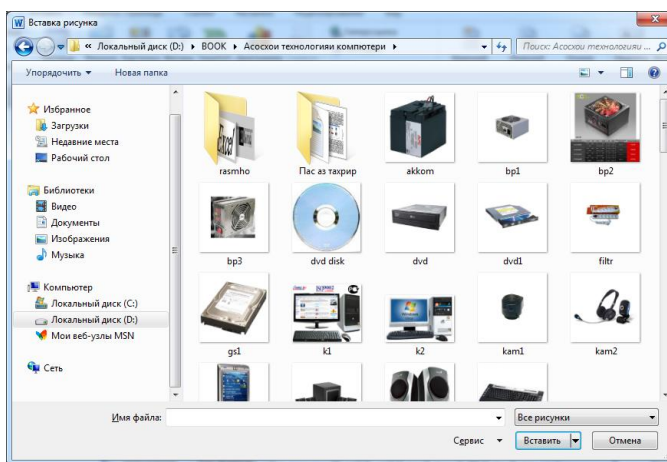 Вставка рисунка
« Локальный диск (D:) ▸ BOOK ▸ Асосхои технологияи компютери ▸
Поиск: Асосхои технологияи ...
Упорядочить Новая папка
Избранное
Загрузки
Недавние места
Рабочий стол
Библиотеки
Видео
Документы
Изображения
Музыка
Компьютер
Локальный диск (C:)
Локальный диск (D:)
Мои веб-узлы MSN
Сеть
rasmho Пас аз тахрир akkom bp1 bp2
bp3 dvd disk dvd dvd1 filtr
gs1 k1 k2 kam1 kam2
Имя файла: Все рисунки
Сервис Вставить Отмена